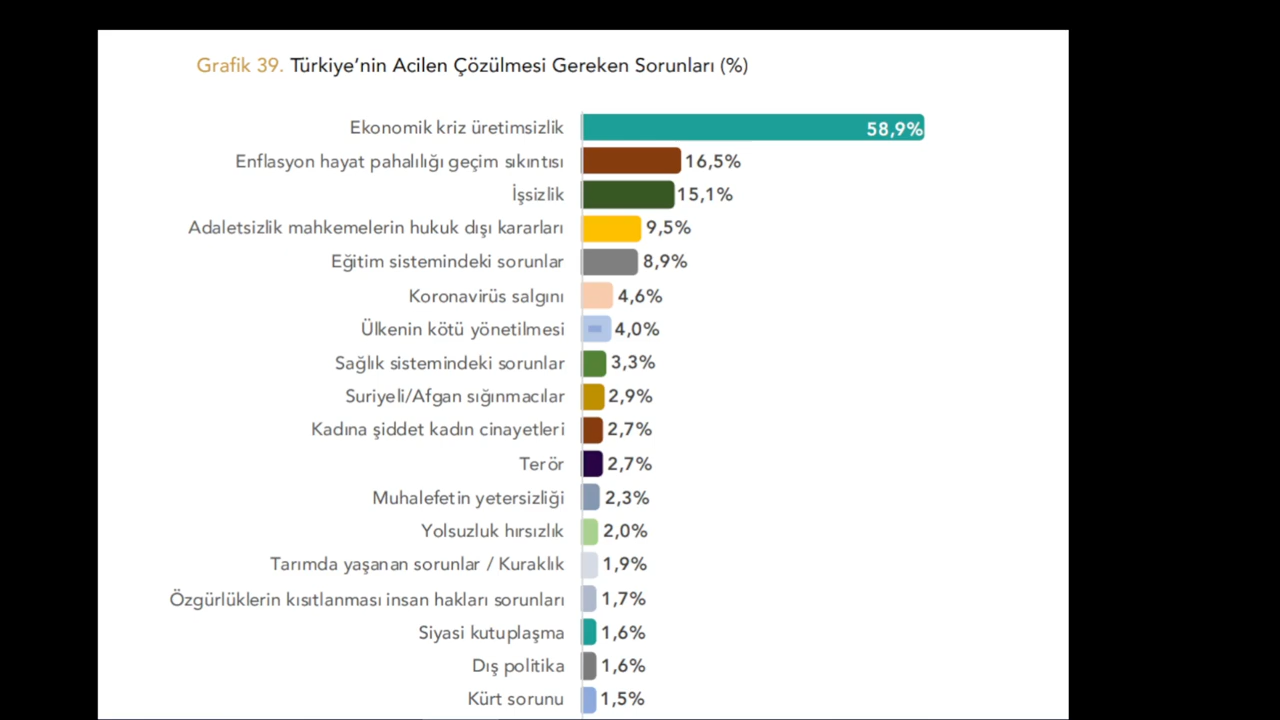 Grafik 39. Türkiye’nin Acilen Çözülmesi Gereken Sorunları (%)
Ekonomik kriz üretimsizlik 58,9%
Enflasyon hayat pahalılığı geçim sıkıntısı 16,5%
İşsizlik 15,1%
Adaletsizlik mahkemelerin hukuk dışı kararları 9,5%
Eğitim sistemindeki sorunlar 8,9%
Koronavirüs salgını 4,6%
Ülkenin kötü yönetilmesi 4,0%
Sağlık sistemindeki sorunlar 3,3%
Suriyeli/Afgan sığınmacılar 2,9%
Kadına şiddet kadın cinayetleri 2,7%
Terör 2,7%
Muhalefetin yetersizliği 2,3%
Yolsuzluk hırsızlık 2,0%
Tarımda yaşanan sorunlar / Kuraklık 1,9%
Özgürlüklerin kısıtlanması insan hakları sorunları 1,7%
Siyasi kutuplaşma 1,6%
Dış politika 1,6%
Kürt sorunu 1,5%